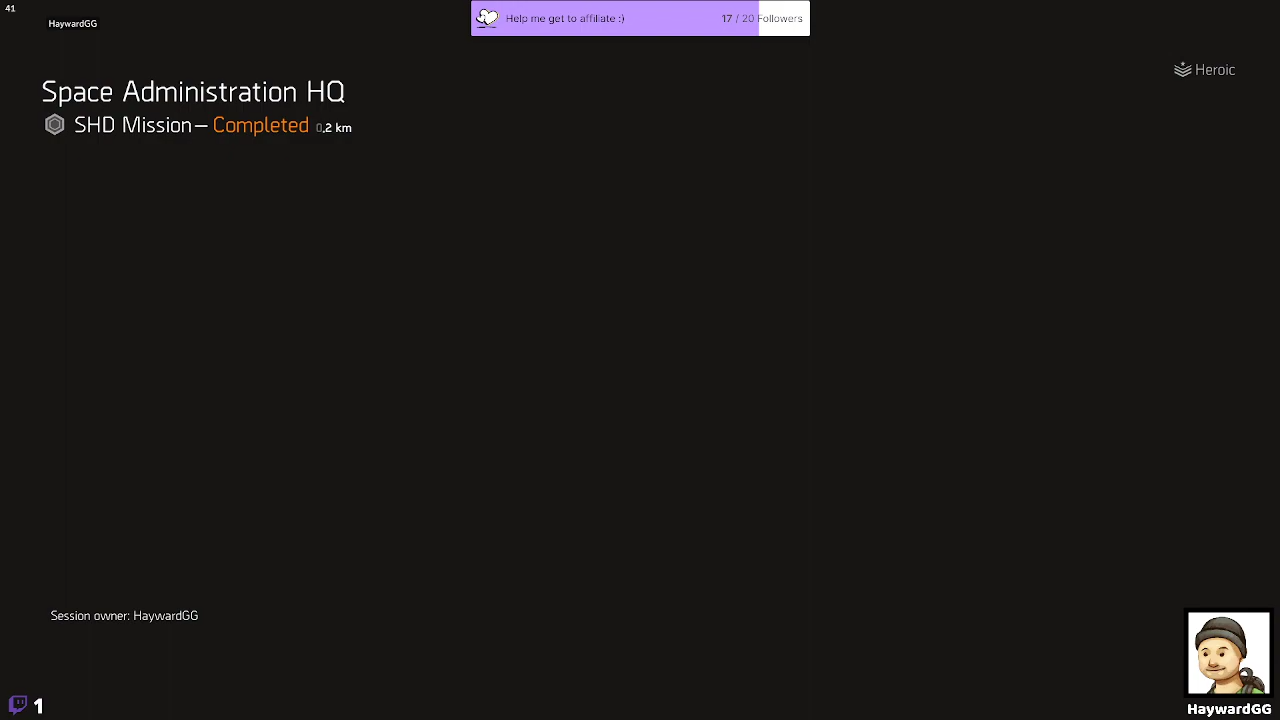 41
HaywardGG
Help me get to affiliate :) 17 / 20 Followers
Heroic
Space Administration HQ
SHD Mission— Completed 0.2 km
Session owner: HaywardGG
1
HaywardGG